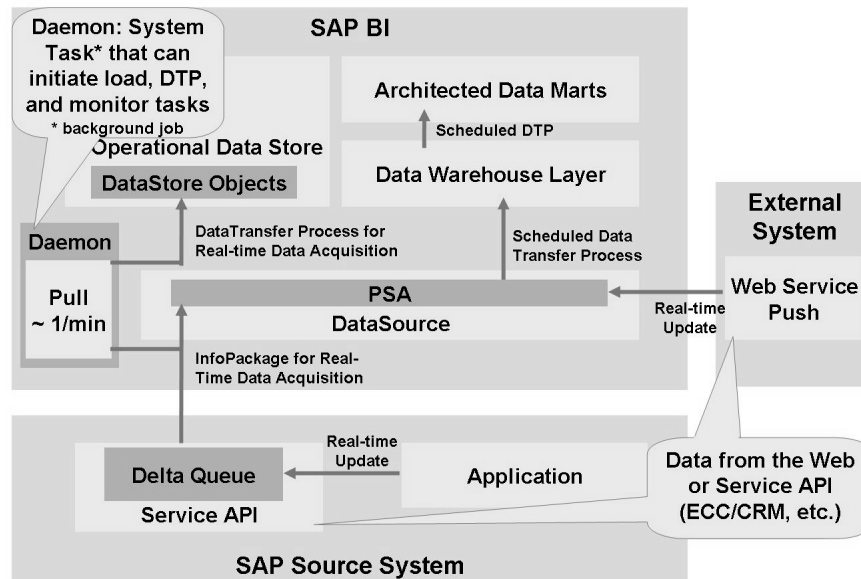 Daemon: System
Task* that can
initiate load, DTP,
and monitor tasks
* background job
SAP BI
Operational Data Store
DataStore Objects
Architected Data Marts
Scheduled DTP
Data Warehouse Layer
Daemon
Pull
~ 1/min
DataTransfer Process for
Real-time Data Acquisition
Scheduled Data
Transfer Process
PSA
DataSource
InfoPackage for Real-
Time Data Acquisition
External
System
Web Service
Push
Real-time
Update
Delta Queue
Service API
Real-time
Update
Application
Data from the Web
or Service API
(ECC/CRM, etc.)
SAP Source System